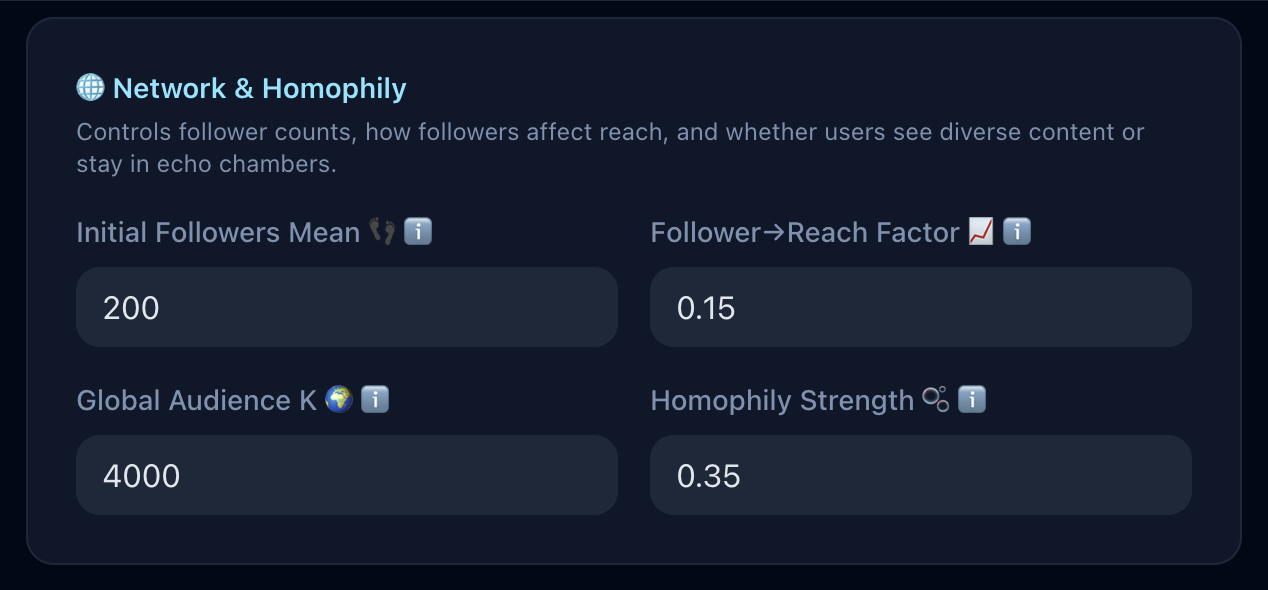 🌐 Network & Homophily
Controls follower counts, how followers affect reach, and whether users see diverse content or
stay in echo chambers.
Initial Followers Mean 👣 ℹ️
Follower→Reach Factor 📈 ℹ️
200
0.15
Global Audience K 🌍 ℹ️
Homophily Strength 🫧 ℹ️
4000
0.35